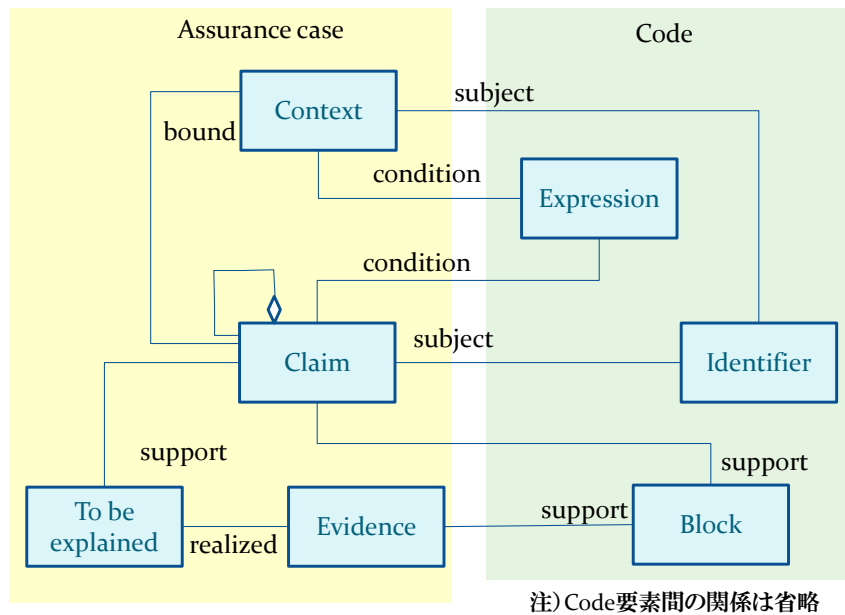 Assurance case
Code
Context
subject
bound
condition
Expression
condition
Claim
subject
Identifier
support
support
To be
explained
realized
Evidence
support
Block
注）Code要素間の関係は省略